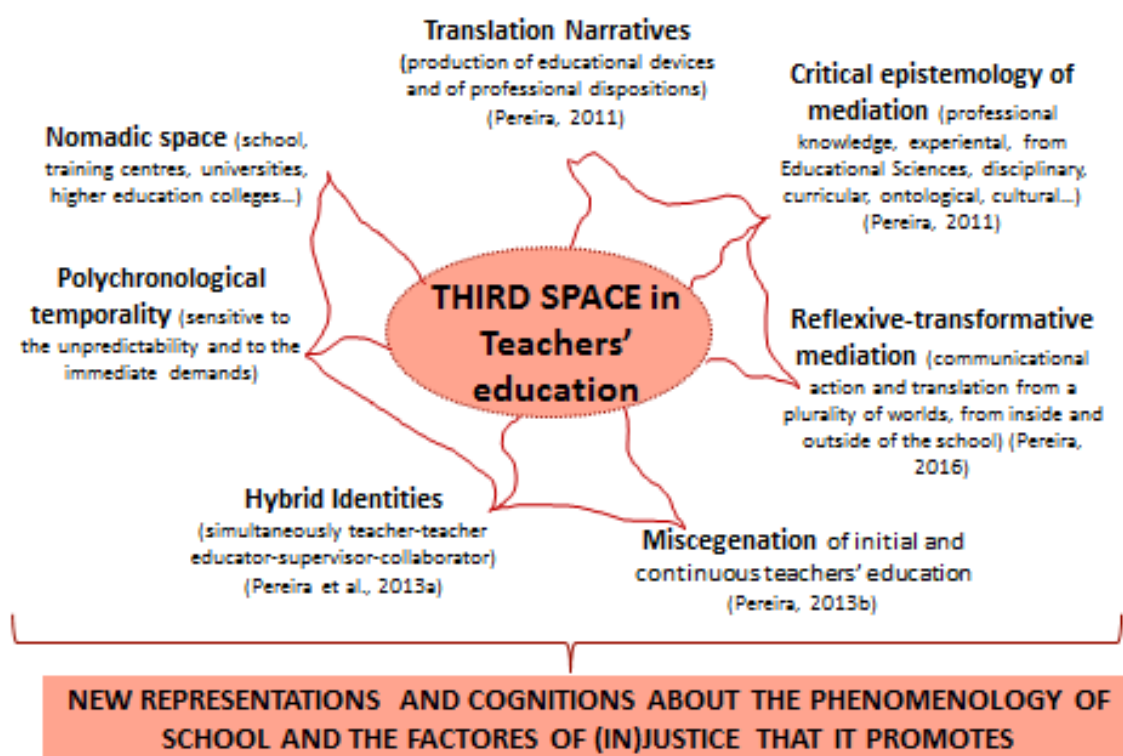 Translation Narratives
(production of educational devices
and of professional dispositions)
(Pereira, 2011)
Critical epistemology of
mediation (professional
knowledge, experiental, from
Educational Sciences, disciplinary,
curricular, ontological, cultural...)
(Pereira, 2011)
Nomadic space (school,
training centres, universities,
higher education colleges...)
Polychronological
temporality (sensitive to
the unpredictability and to the
immediate demands)
THIRD SPACE in
Teachers'
education
Reflexive-transformative
mediation (communicational
action and translation from a
plurality of worlds, from inside and
outside of the school) (Pereira,
2016)
Hybrid Identities
(simultaneously teacher-teacher
educator-supervisor-collaborator)
(Pereira et al., 2013a)
Miscegenation of initial and
continuous teachers' education
(Pereira, 2013b)
NEW REPRESENTATIONS AND COGNITIONS ABOUT THE PHENOMENOLOGY OF
SCHOOL AND THE FACTORES OF (IN)JUSTICE THAT IT PROMOTES